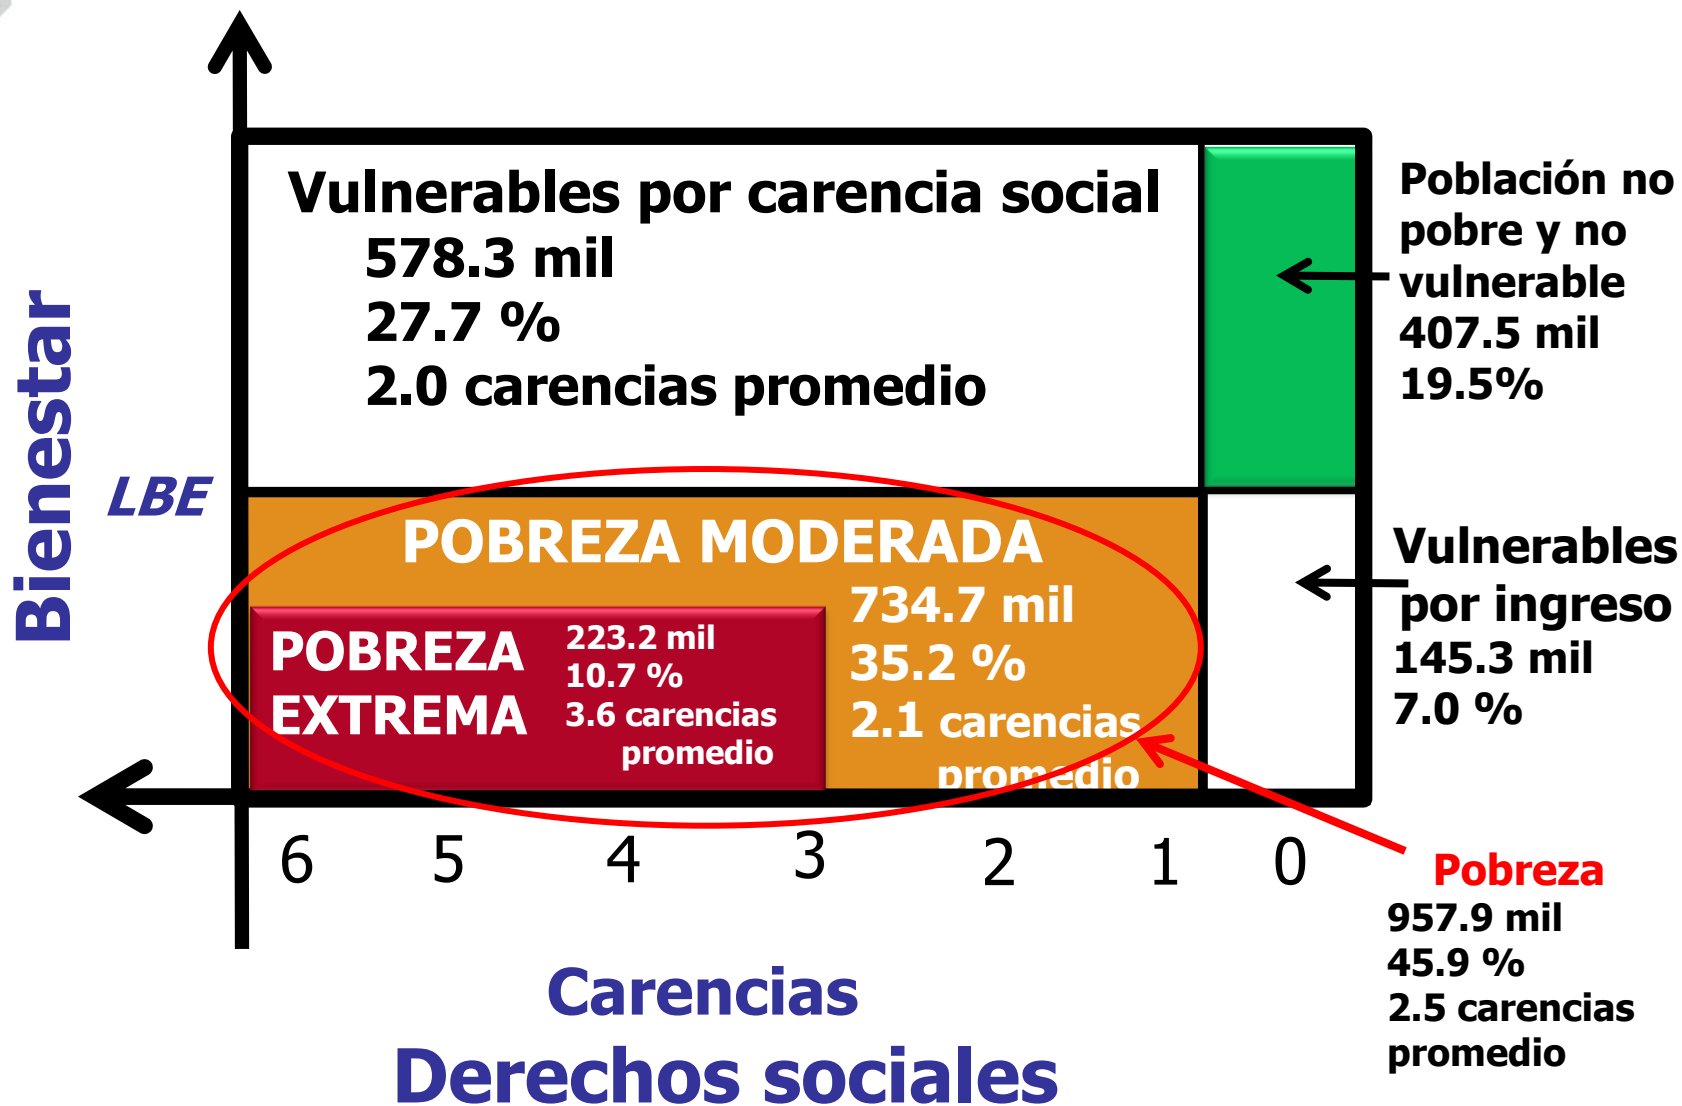 Bienestar
LBE
Vulnerables por carencia social
578.3 mil
27.7 %
2.0 carencias promedio
Población no
pobre y no
vulnerable
407.5 mil
19.5%
POBREZA MODERADA
734.7 mil
35.2 %
2.1 carencias
promedio
POBREZA
EXTREMA
223.2 mil
10.7 %
3.6 carencias
promedio
Vulnerables
por ingreso
145.3 mil
7.0 %
6 5 4 3 2 1 0
Pobreza
957.9 mil
45.9 %
2.5 carencias
promedio
Carencias
Derechos sociales